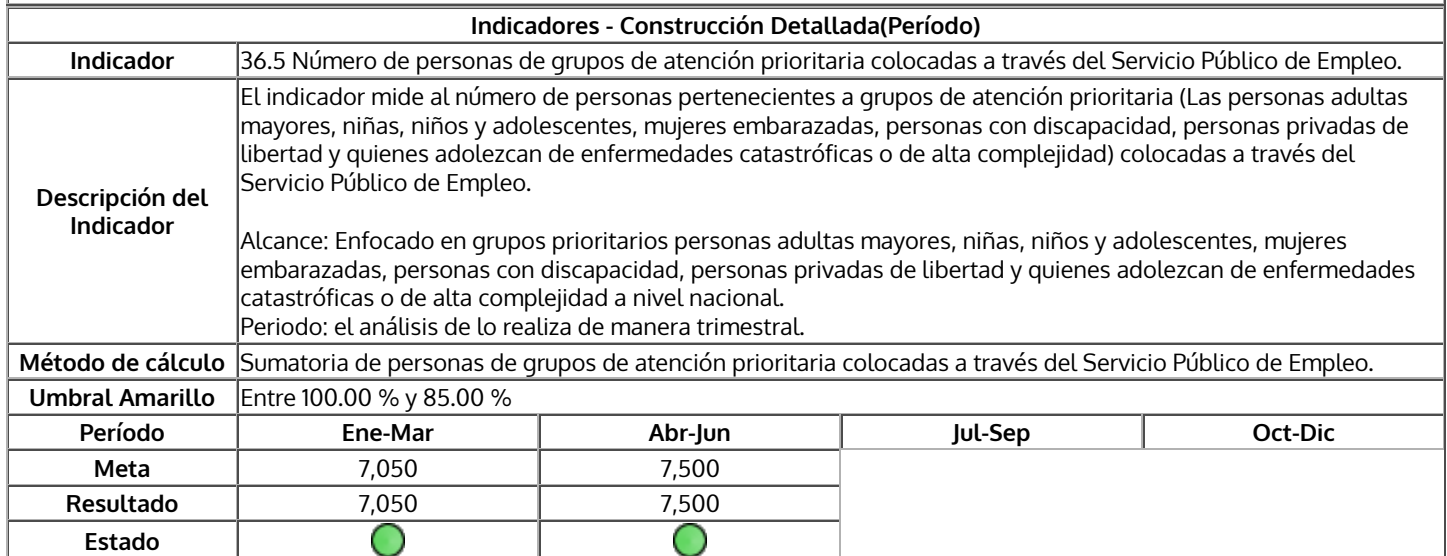 Indicadores - Construcción Detallada(Período)
Indicador 36.5 Número de personas de grupos de atención prioritaria colocadas a través del Servicio Público de Empleo.
Descripción del Indicador
El indicador mide al número de personas pertenecientes a grupos de atención prioritaria (Las personas adultas
mayores, niñas, niños y adolescentes, mujeres embarazadas, personas con discapacidad, personas privadas de
libertad y quienes adolezcan de enfermedades catastróficas o de alta complejidad) colocadas a través del
Servicio Público de Empleo.
Alcance: Enfocado en grupos prioritarios personas adultas mayores, niñas, niños y adolescentes, mujeres
embarazadas, personas con discapacidad, personas privadas de libertad y quienes adolezcan de enfermedades
catastróficas o de alta complejidad a nivel nacional.
Periodo: el análisis de lo realiza de manera trimestral.
Método de cálculo Sumatoria de personas de grupos de atención prioritaria colocadas a través del Servicio Público de Empleo.
Umbral Amarillo Entre 100.00 % y 85.00 %
Período Ene-Mar Abr-Jun Jul-Sep Oct-Dic
Meta 7,050 7,500
Resultado 7,050 7,500
Estado